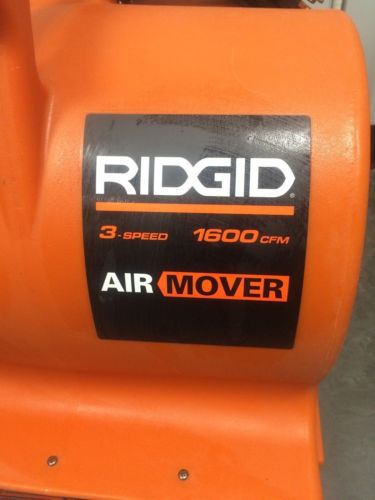 RIDGID
3-SPEED 1600 CFM
AIR MOVER